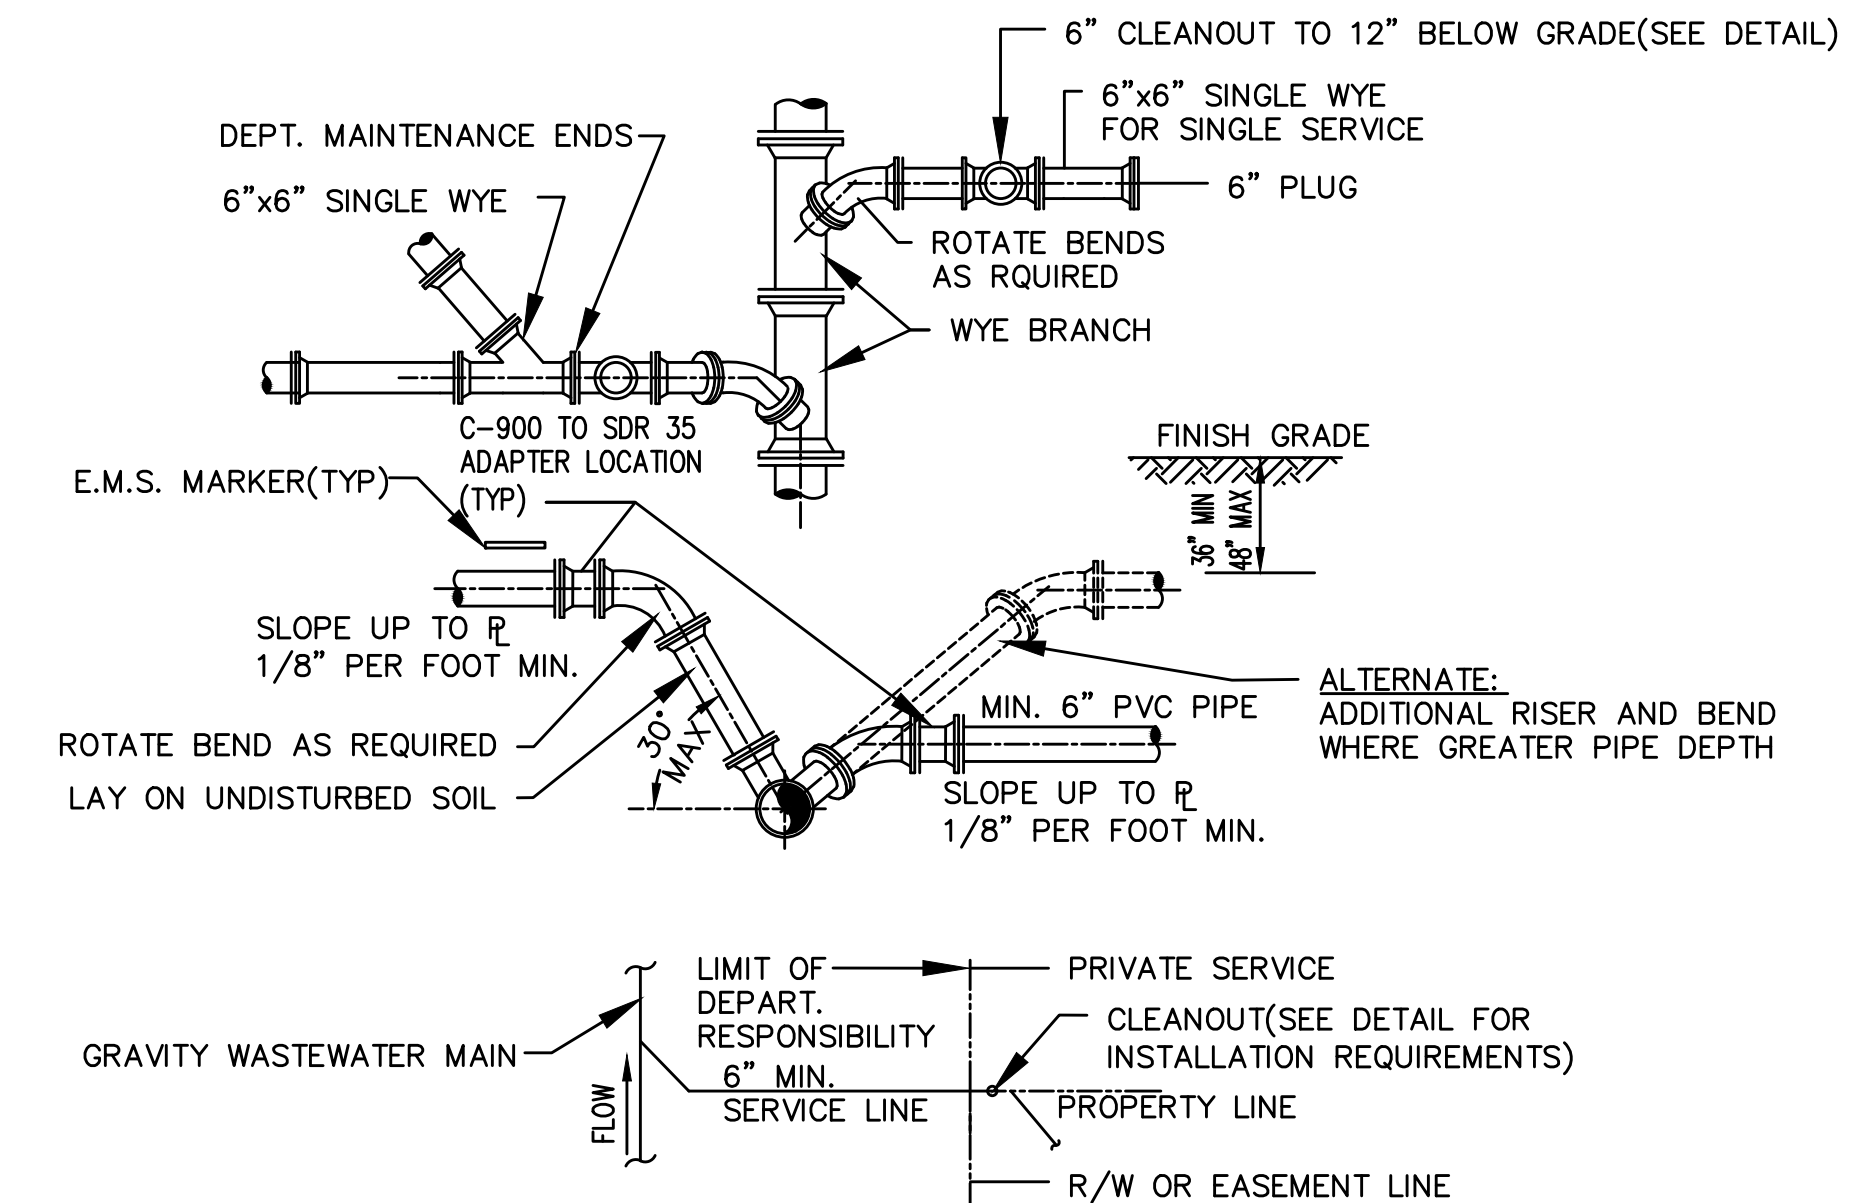 6" CLEANOUT TO 12" BELOW GRADE(SEE DETAIL)
6"x6" SINGLE WYE
FOR SINGLE SERVICE
DEPT. MAINTENANCE ENDS
6"x6" SINGLE WYE
6" PLUG
ROTATE BENDS
AS RQUIRED
WYE BRANCH
C-900 TO SDR 35
ADAPTER LOCATION
(TYP)
E.M.S. MARKER(TYP)
FINISH GRADE
36" MIN
48" MAX
SLOPE UP TO PL
1/8" PER FOOT MIN.
ROTATE BEND AS REQUIRED
LAY ON UNDISTURBED SOIL
30°
MAX
MIN. 6" PVC PIPE
SLOPE UP TO PL
1/8" PER FOOT MIN.
ALTERNATE:
ADDITIONAL RISER AND BEND
WHERE GREATER PIPE DEPTH
LIMIT OF
DEPART.
RESPONSIBILITY
PRIVATE SERVICE
CLEANOUT(SEE DETAIL FOR
INSTALLATION REQUIREMENTS)
GRAVITY WASTEWATER MAIN
6" MIN.
SERVICE LINE
FLOW
PROPERTY LINE
R/W OR EASEMENT LINE